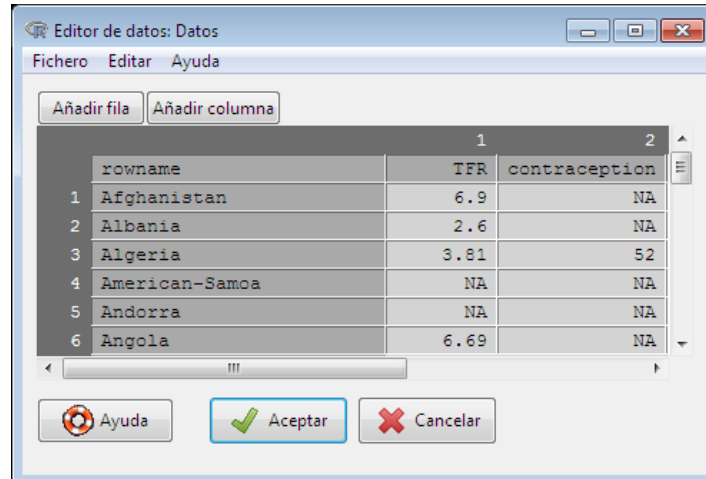 Editor de datos: Datos
Fichero Editar Ayuda
Añadir fila Añadir columna
1 2
rowname TFR contraception
1 Afghanistan 6.9 NA
2 Albania 2.6 NA
3 Algeria 3.81 52
4 American-Samoa NA NA
5 Andorra NA NA
6 Angola 6.69 NA
Ayuda Aceptar Cancelar